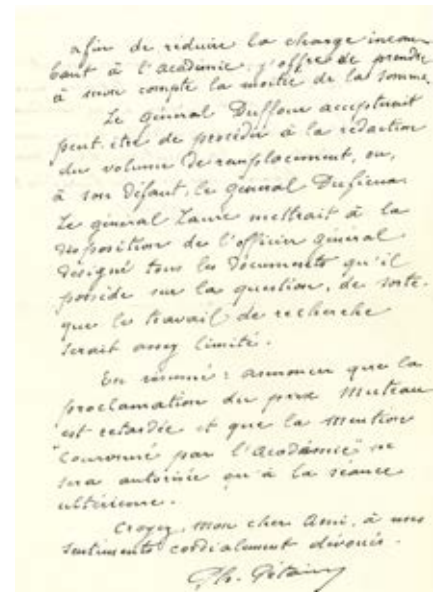 afin de réduire la charge incom-
bant à l'académie, j'offre de prendre
à mon compte la moitié de la somme.
Le général Duffour accepterait
peut-être de procéder à la rédaction
du volume de remplacement, ou,
à son défaut, le général Dufieux.
Le général Laure mettrait à la
disposition de l'officier général
désigné tous les documents qu'il
possède sur la question, de sorte
que le travail de recherche
serait assez limité.
En résumé : annoncer que la
proclamation du prix Muteau
est retardée et que la mention
"couronné par l'Académie" ne
sera autorisée qu'à la séance
ultérieure.
Croyez, mon cher Ami, à mes
sentiments cordialement dévoués.
Ph. Pétain